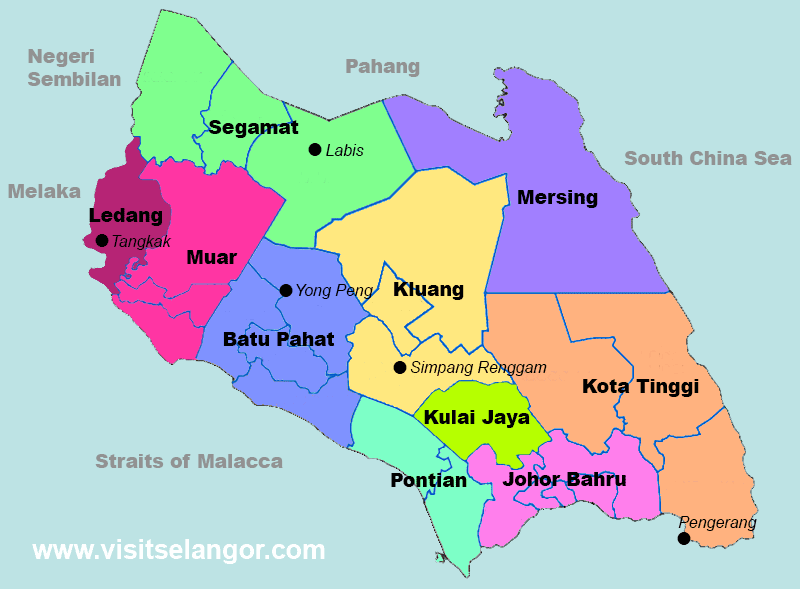 Negeri
Sembilan
Pahang
Segamat
Labis
South China Sea
Melaka
Ledang
Mersing
Tangkak
Muar
Yong Peng
Kluang
Batu Pahat
Simpang Renggam
Kota Tinggi
Kulai Jaya
Straits of Malacca
Pontian
Johor Bahru
Pengerang
www.visitselangor.com